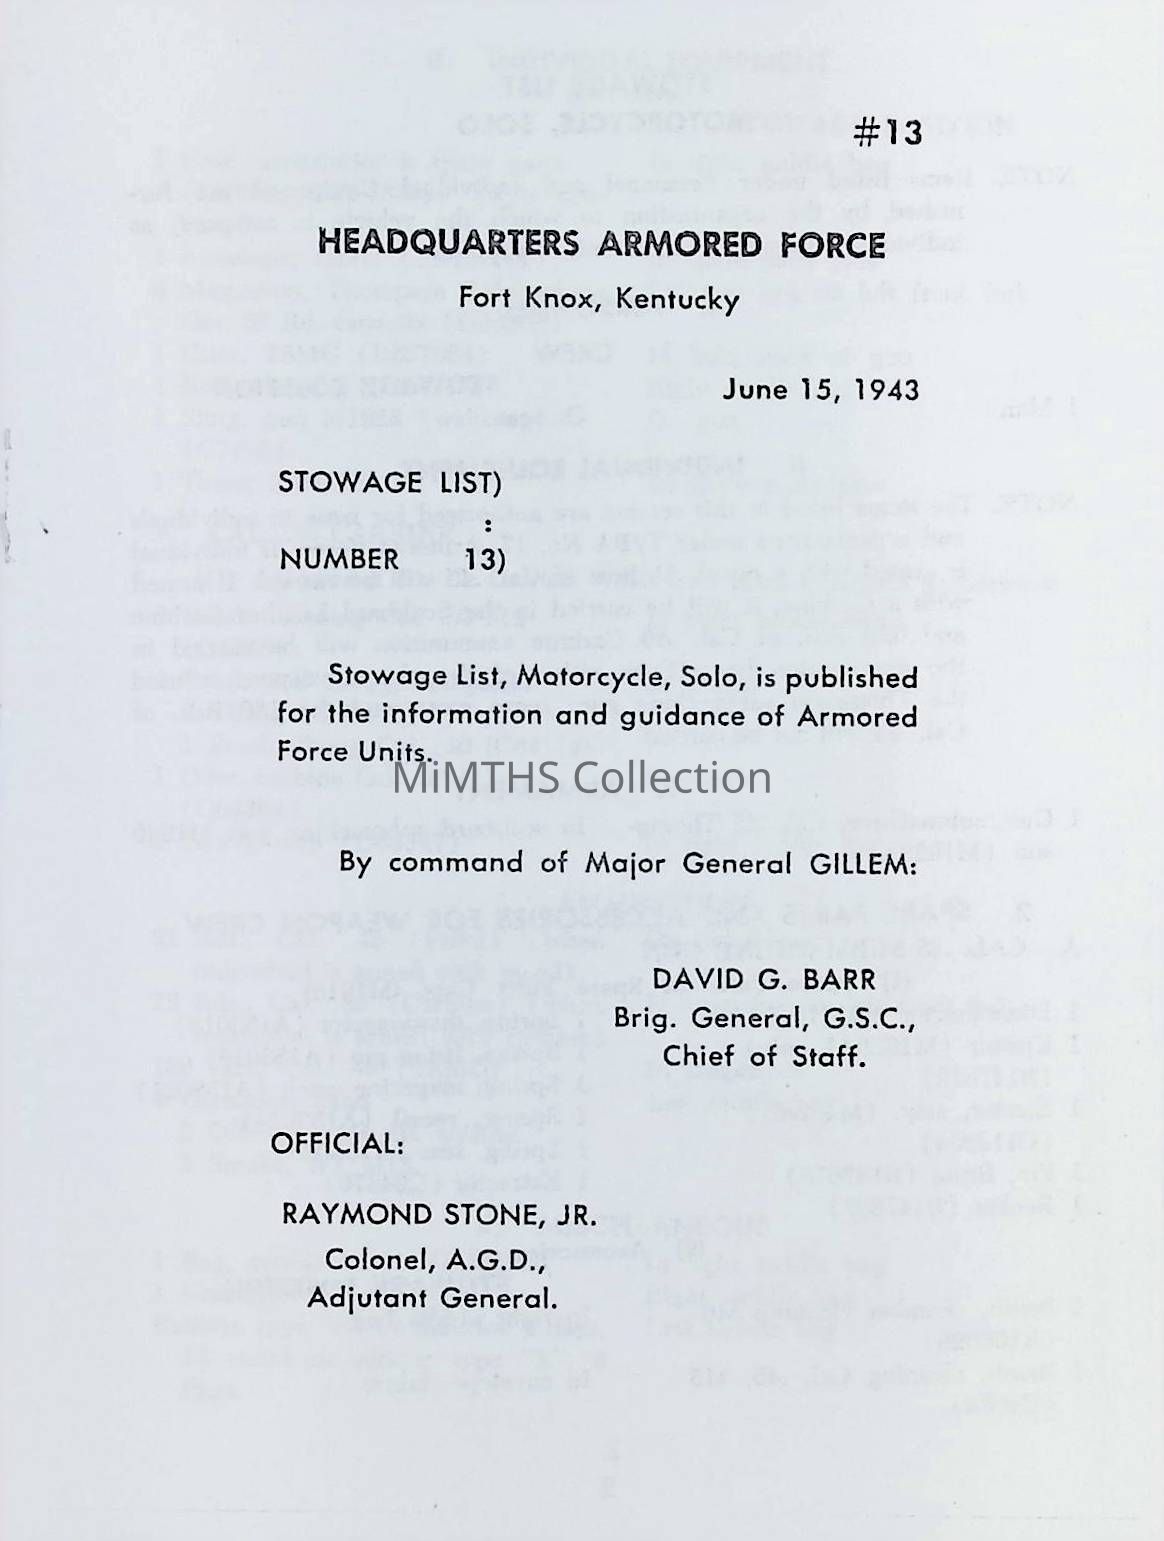 #13
HEADQUARTERS ARMORED FORCE
Fort Knox, Kentucky
June 15, 1943
STOWAGE LIST)
:
NUMBER 13)
Stowage List, Motorcycle, Solo, is published
for the information and guidance of Armored
Force Units.
MiMTHS Collection
By command of Major General GILLEM:
DAVID G. BARR
Brig. General, G.S.C.,
Chief of Staff.
OFFICIAL:
RAYMOND STONE, JR.
Colonel, A.G.D.,
Adjutant General.